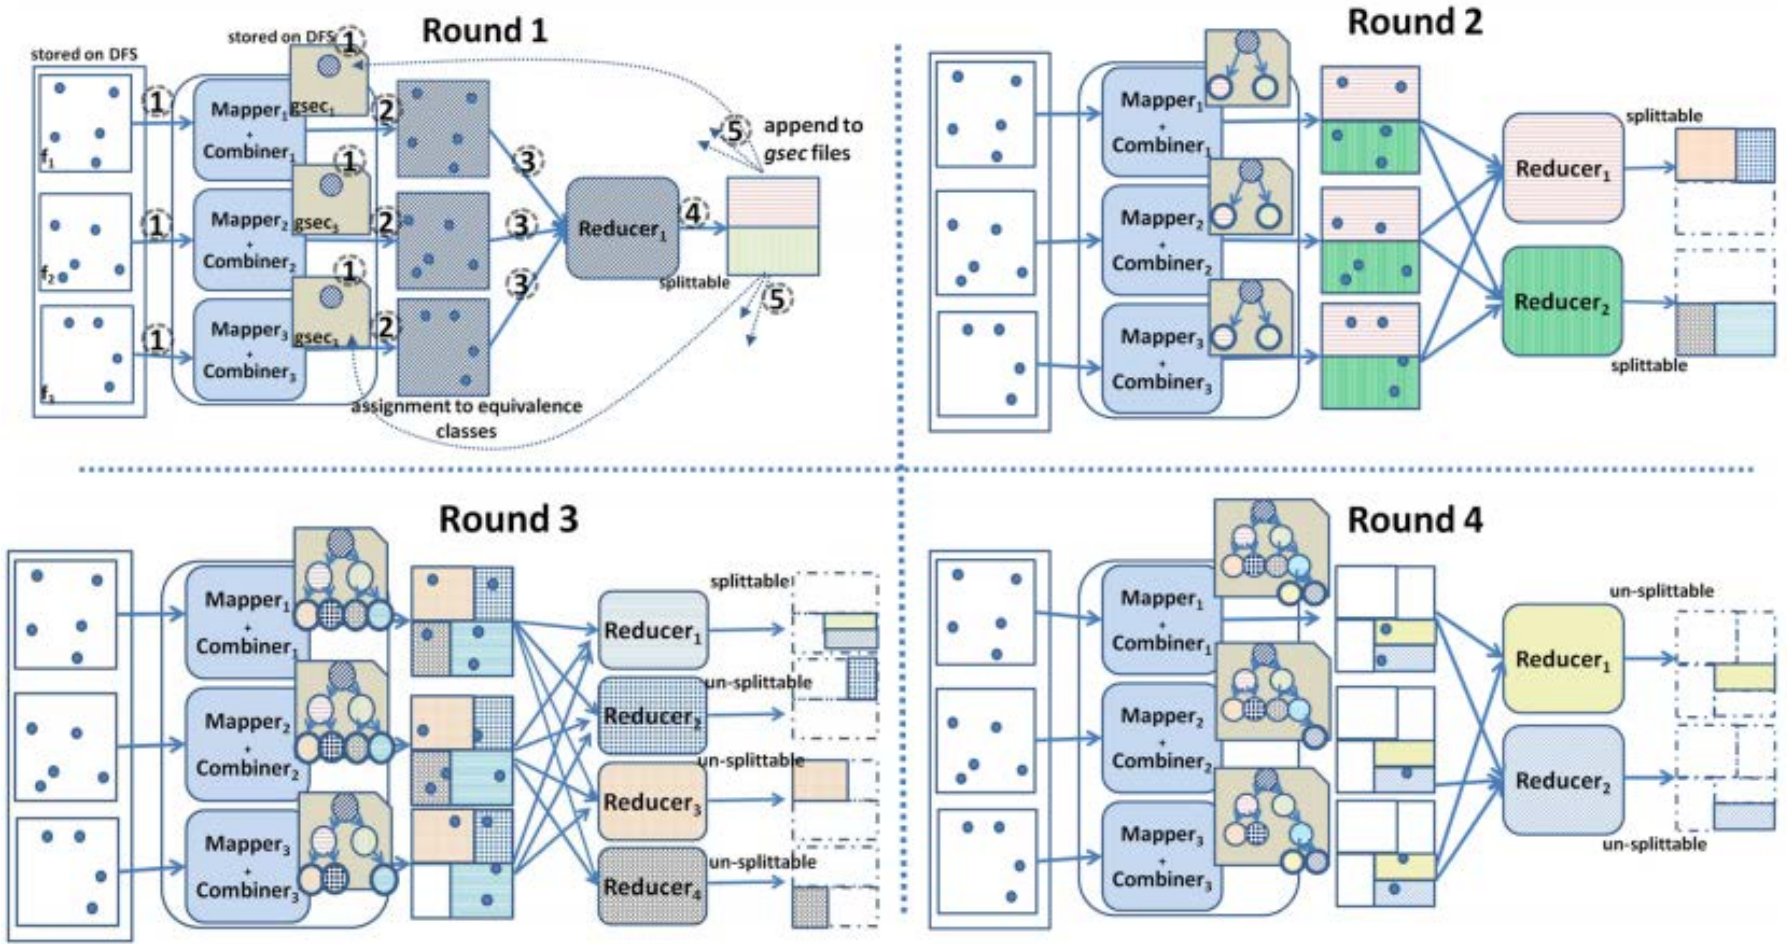 Round 1
stored on DFS
stored on DFS
1
1
1
1
1
1
f1
f2
f3
Mapper1
+
Combiner1
gsec1
Mapper2
+
Combiner2
gsec3
Mapper3
+
Combiner3
gsec3
2
2
2
3
3
3
Reducer1
4
splittable
5
append to
gsec files
5
assignment to equivalence
classes
Round 2
Mapper1
+
Combiner1
Mapper2
+
Combiner2
Mapper3
+
Combiner3
Reducer1
splittable
Reducer2
splittable
Round 3
Mapper1
+
Combiner1
Mapper2
+
Combiner2
Mapper3
+
Combiner3
Reducer1
splittable
Reducer2
un-splittable
Reducer3
un-splittable
Reducer4
un-splittable
Round 4
Mapper1
+
Combiner1
Mapper2
+
Combiner2
Mapper3
+
Combiner3
Reducer1
un-splittable
Reducer2
un-splittable